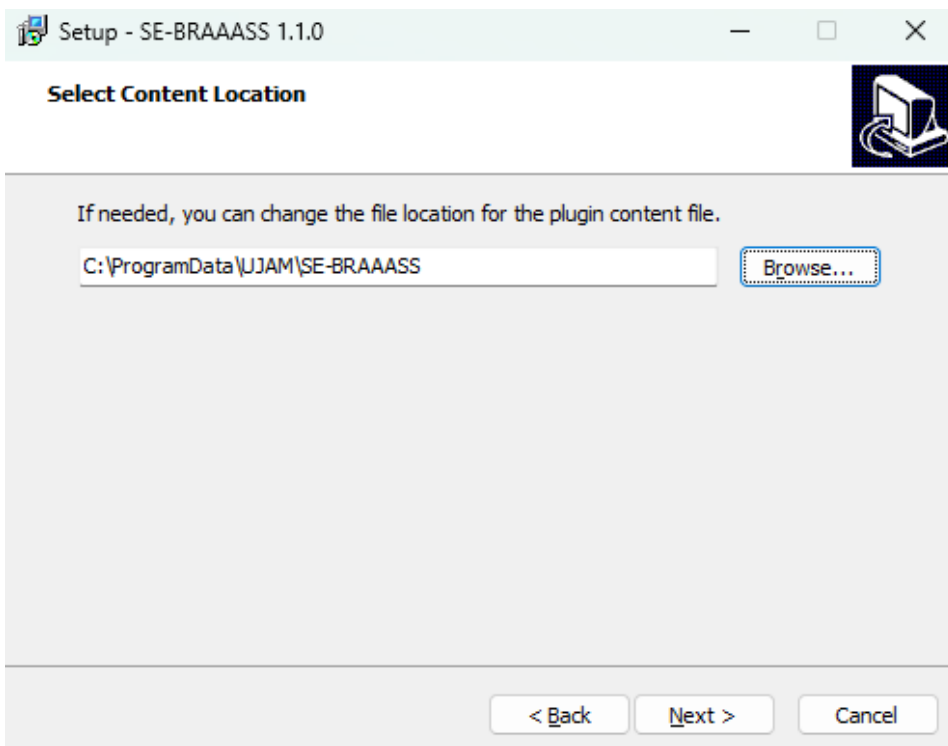 Setup - SE-BRAAASS 1.1.0
Select Content Location
If needed, you can change the file location for the plugin content file.
C:\ProgramData\UJAM\SE-BRAAASS
Browse...
< Back
Next >
Cancel